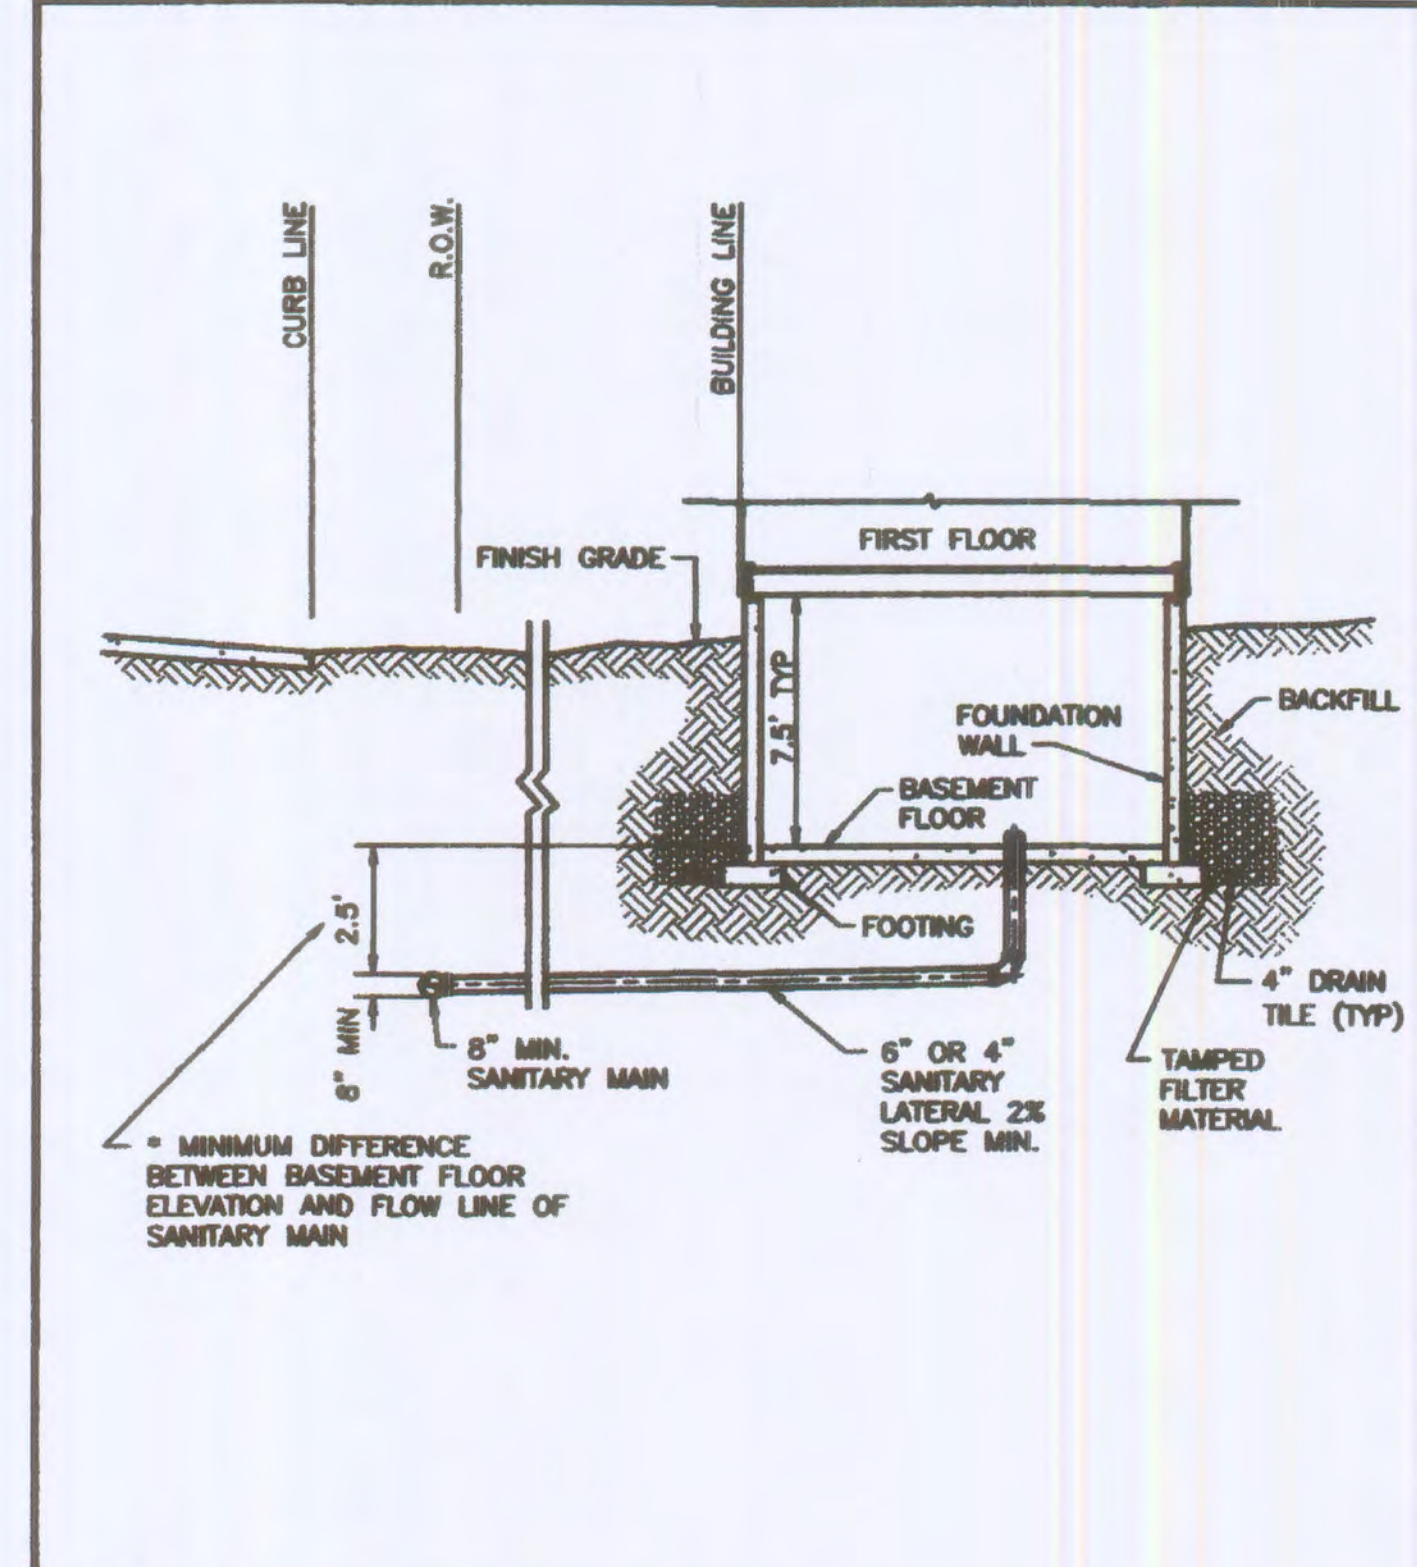 CURB LINE
R.O.W.
BUILDING LINE
FIRST FLOOR
FINISH GRADE
7.5' TYP
FOUNDATION
WALL
BACKFILL
BASEMENT
FLOOR
2.5'
FOOTING
8" MIN
4" DRAIN
TILE (TYP)
8" MIN.
SANITARY MAIN
6" OR 4"
SANITARY
LATERAL 2%
SLOPE MIN.
TAMPED
FILTER
MATERIAL
* MINIMUM DIFFERENCE
BETWEEN BASEMENT FLOOR
ELEVATION AND FLOW LINE OF
SANITARY MAIN